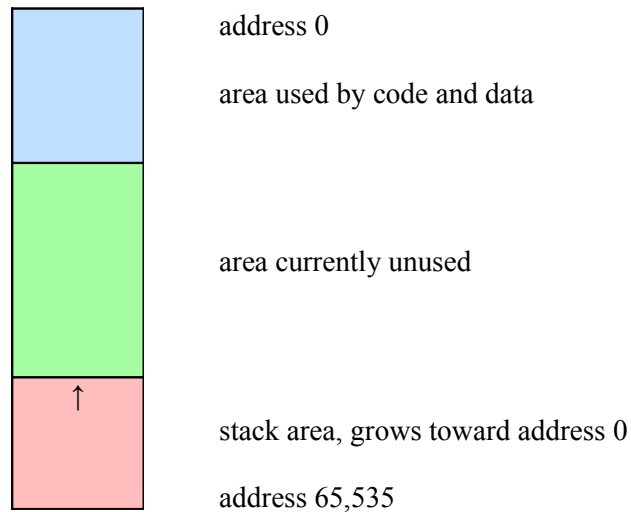 address 0
area used by code and data
area currently unused
↑
stack area, grows toward address 0
address 65,535